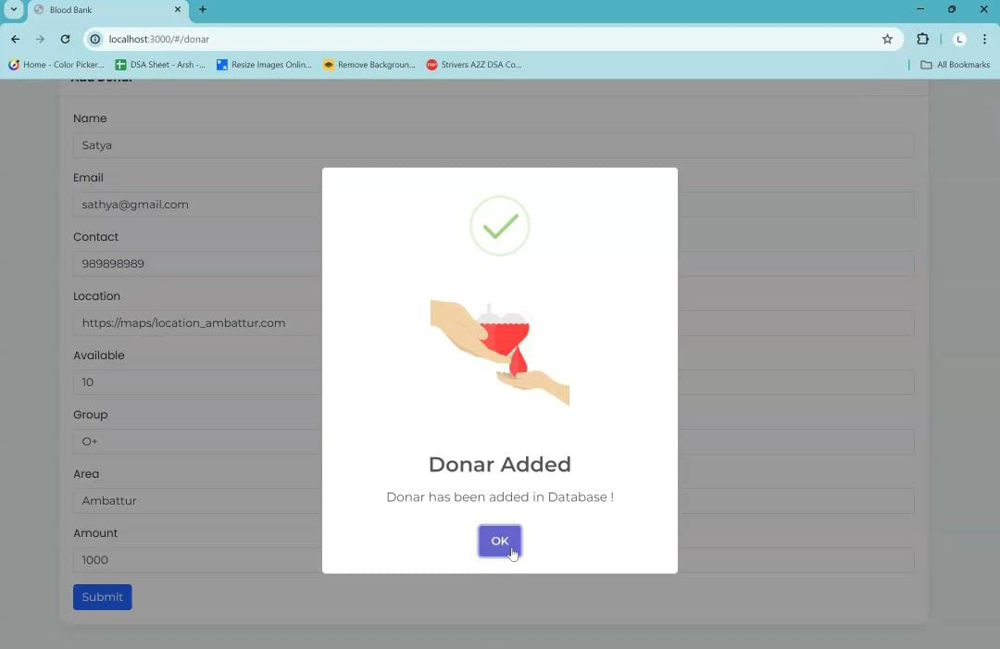 Blood Bank
localhost:3000/#/donar
Home - Color Picker... DSA Sheet - Arsh -... Resize Images Onlin... Remove Backgroun... Strivers A2Z DSA Co... All Bookmarks
L
Add Donar
Name
Satya
Email
sathya@gmail.com
Contact
989898989
Location
https://maps/location_ambattur.com
Available
10
Group
O+
Area
Ambattur
Amount
1000
Submit
Donar Added
Donar has been added in Database !
OK